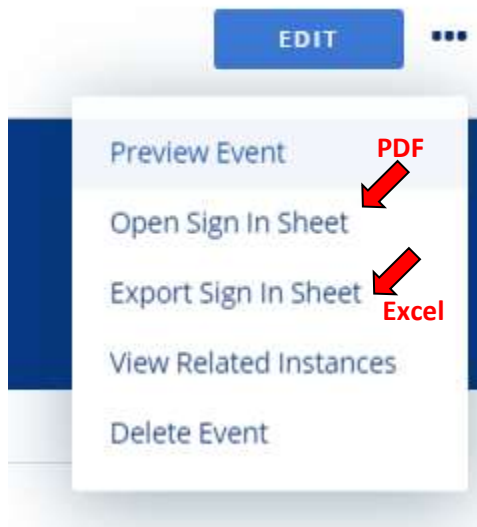 EDIT
Preview Event
PDF
Open Sign In Sheet
Export Sign In Sheet
Excel
View Related Instances
Delete Event